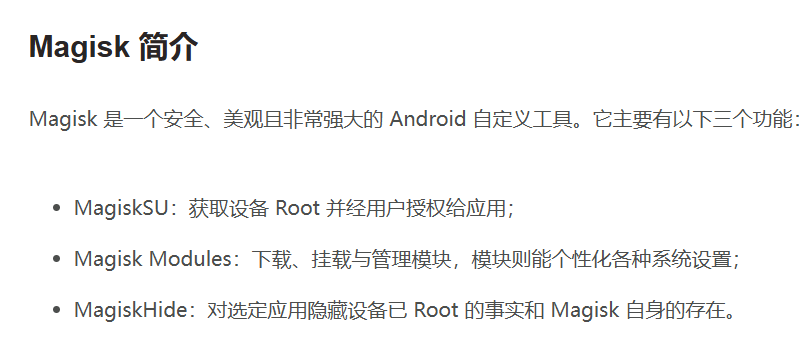 Magisk 简介
Magisk 是一个安全、美观且非常强大的 Android 自定义工具。它主要有以下三个功能：
• MagiskSU：获取设备 Root 并经用户授权给应用；
• Magisk Modules：下载、挂载与管理模块，模块则能个性化各种系统设置；
• MagiskHide：对选定应用隐藏设备已 Root 的事实和 Magisk 自身的存在。